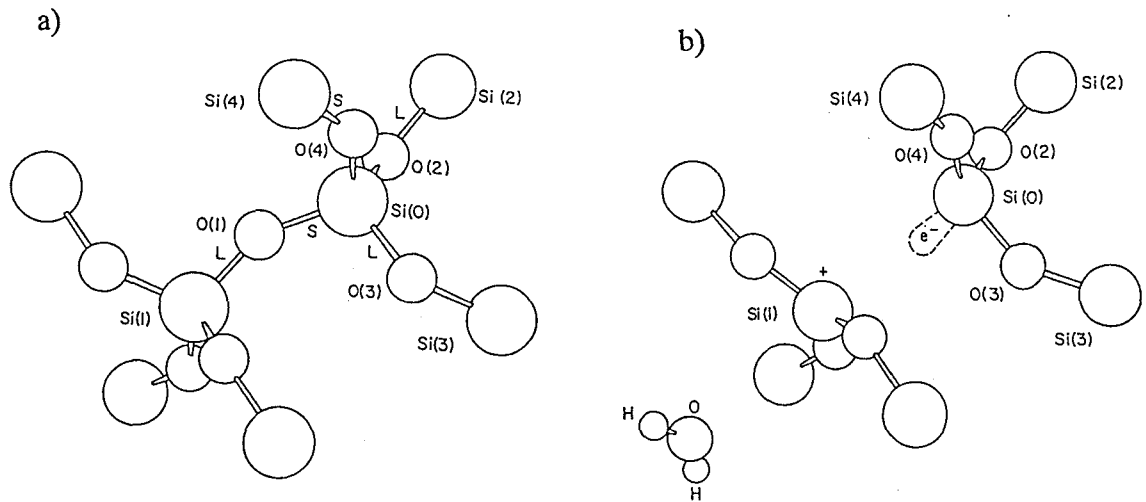 a)
Si(4)
S
Si(2)
L
O(4)
O(2)
O(1)
Si(0)
S
L
L
O(3)
Si(1)
Si(3)
b)
Si(4)
Si(2)
O(4)
O(2)
Si(0)
e-
+
O(3)
Si(1)
Si(3)
H
O
H